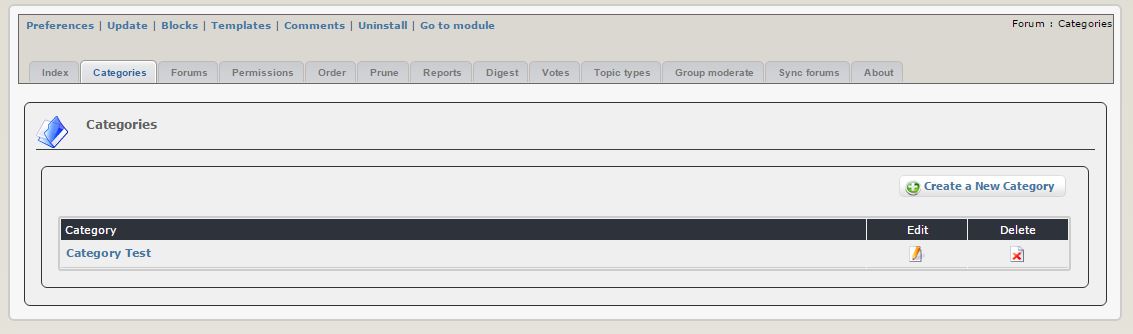 Preferences | Update | Blocks | Templates | Comments | Uninstall | Go to module
Forum : Categories
Index Categories Forums Permissions Order Prune Reports Digest Votes Topic types Group moderate Sync forums About
Categories
Create a New Category
Category Edit Delete
Category Test